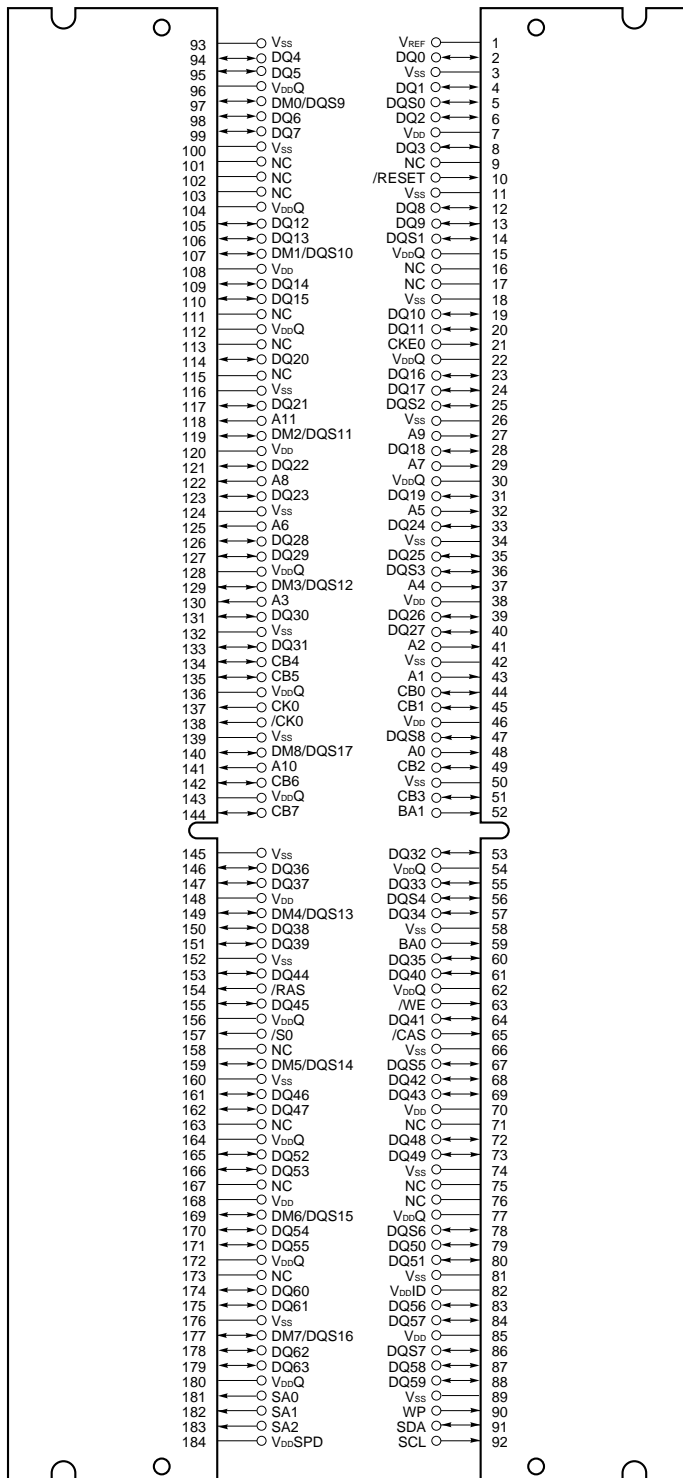 93 VSS VREF 1
94 DQ4 DQ0 2
95 DQ5 VSS 3
96 VDDQ DQ1 4
97 DM0/DQS9 DQS0 5
98 DQ6 DQ2 6
99 DQ7 VDD 7
100 VSS DQ3 8
101 NC NC 9
102 NC /RESET 10
103 NC VSS 11
104 VDDQ DQ8 12
105 DQ12 DQ9 13
106 DQ13 DQS1 14
107 DM1/DQS10 VDDQ 15
108 VDD NC 16
109 DQ14 NC 17
110 DQ15 VSS 18
111 NC DQ10 19
112 VDDQ DQ11 20
113 NC CKE0 21
114 DQ20 VDDQ 22
115 NC DQ16 23
116 VSS DQ17 24
117 DQ21 DQS2 25
118 A11 VSS 26
119 DM2/DQS11 A9 27
120 VDD DQ18 28
121 DQ22 A7 29
122 A8 VDDQ 30
123 DQ23 DQ19 31
124 VSS A5 32
125 A6 DQ24 33
126 DQ28 VSS 34
127 DQ29 DQ25 35
128 VDDQ DQS3 36
129 DM3/DQS12 A4 37
130 A3 VDD 38
131 DQ30 DQ26 39
132 VSS DQ27 40
133 DQ31 A2 41
134 CB4 VSS 42
135 CB5 A1 43
136 VDDQ CB0 44
137 CK0 CB1 45
138 /CK0 VDD 46
139 VSS DQS8 47
140 DM8/DQS17 A0 48
141 A10 CB2 49
142 CB6 VSS 50
143 VDDQ CB3 51
144 CB7 BA1 52
145 VSS DQ32 53
146 DQ36 VDDQ 54
147 DQ37 DQ33 55
148 VDD DQS4 56
149 DM4/DQS13 DQ34 57
150 DQ38 VSS 58
151 DQ39 BA0 59
152 VSS DQ35 60
153 DQ44 DQ40 61
154 /RAS VDDQ 62
155 DQ45 /WE 63
156 VDDQ DQ41 64
157 /S0 /CAS 65
158 NC VSS 66
159 DM5/DQS14 DQS5 67
160 VSS DQ42 68
161 DQ46 DQ43 69
162 DQ47 VDD 70
163 NC NC 71
164 VDDQ DQ48 72
165 DQ52 DQ49 73
166 DQ53 VSS 74
167 NC NC 75
168 VDD NC 76
169 DM6/DQS15 VDDQ 77
170 DQ54 DQS6 78
171 DQ55 DQ50 79
172 VDDQ DQ51 80
173 NC VSS 81
174 DQ60 VDDID 82
175 DQ61 DQ56 83
176 VSS DQ57 84
177 DM7/DQS16 VDD 85
178 DQ62 DQS7 86
179 DQ63 DQ58 87
180 VDDQ DQ59 88
181 SA0 VSS 89
182 SA1 WP 90
183 SA2 SDA 91
184 VDDSPD SCL 92